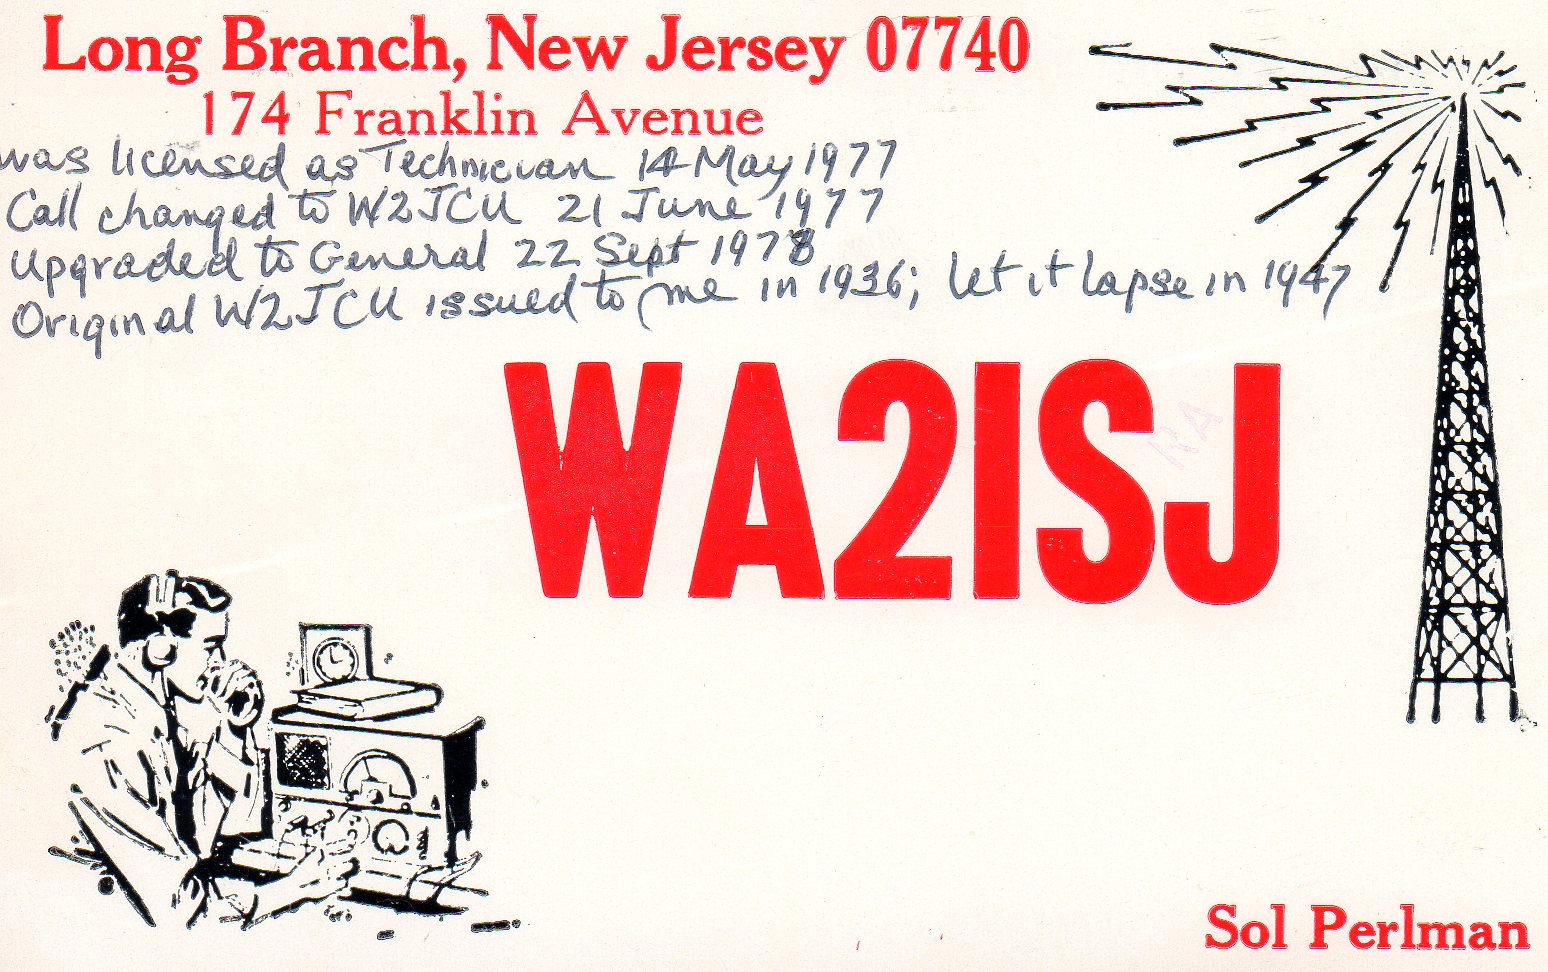 Long Branch, New Jersey 07740
174 Franklin Avenue
was licensed as Technician 14 May 1977
Call changed to W2JCU 21 June 1977
Upgraded to General 22 Sept 1978
Original W2JCU issued to me in 1936; let it lapse in 1947
WA2ISJ
RA
Sol Perlman